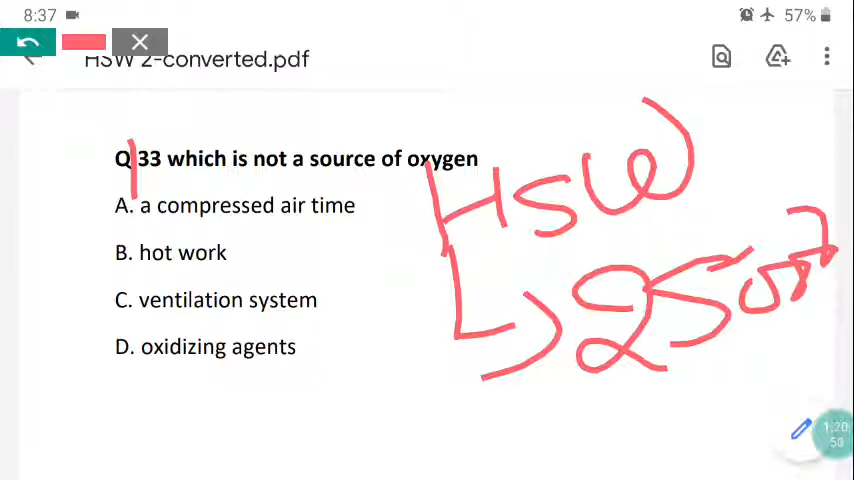 8:37 57%
HSW 2-converted.pdf
Q 33 which is not a source of oxygen
HSW
A. a compressed air time
B. hot work
25
C. ventilation system
D. oxidizing agents
1:20
50